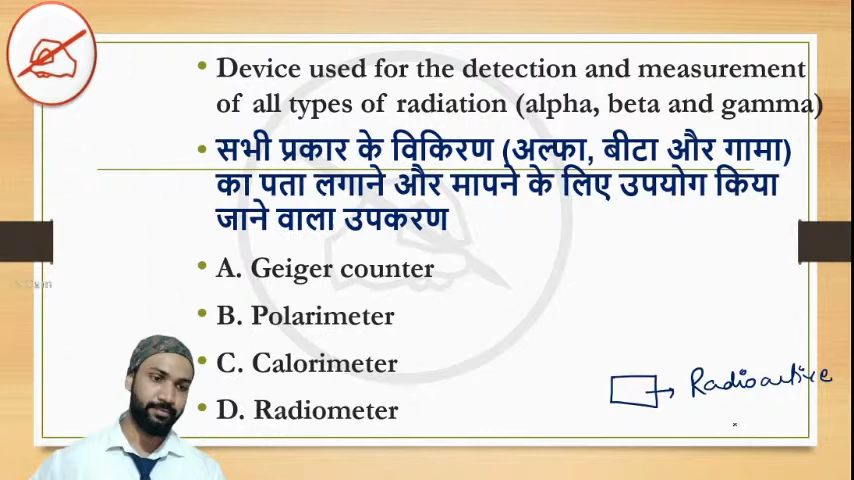 Device used for the detection and measurement
of all types of radiation (alpha, beta and gamma)
सभी प्रकार के विकिरण (अल्फा, बीटा और गामा)
का पता लगाने और मापने के लिए उपयोग किया
जाने वाला उपकरण
A. Geiger counter
B. Polarimeter
C. Calorimeter
D. Radiometer
Radioactive